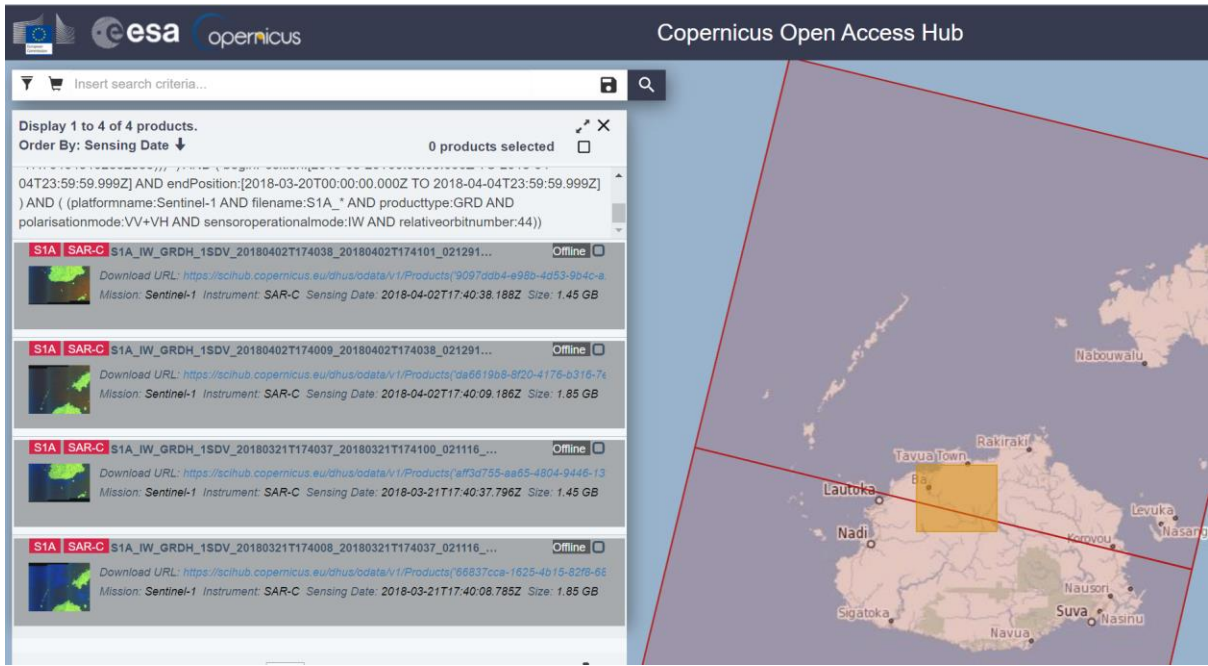 esa
opernicus
Copernicus Open Access Hub
Insert search criteria...
Display 1 to 4 of 4 products.
Order By: Sensing Date
0 products selected
04T23:59:59.999Z] AND endPosition:[2018-03-20T00:00:00.000Z TO 2018-04-04T23:59:59.999Z]
) AND ( (platformname:Sentinel-1 AND filename:S1A_* AND producttype:GRD AND
polarisationmode:VV+VH AND sensoroperationalmode:IW AND relativeorbitnumber:44))
S1A SAR-C S1A_IW_GRDH_1SDV_20180402T174038_20180402T174101_021291... Offline
Download URL: https://scihub.copernicus.eu/dhus/odata/v1/Products('9097ddb4-e98b-4d53-9b4c-a
Mission: Sentinel-1 Instrument: SAR-C Sensing Date: 2018-04-02T17:40:38.188Z Size: 1.45 GB
S1A SAR-C S1A_IW_GRDH_1SDV_20180402T174009_20180402T174038_021291... Offline
Download URL: https://scihub.copernicus.eu/dhus/odata/v1/Products('da6619b8-8f20-4176-b316-7e
Mission: Sentinel-1 Instrument: SAR-C Sensing Date: 2018-04-02T17:40:09.186Z Size: 1.85 GB
S1A SAR-C S1A_IW_GRDH_1SDV_20180321T174037_20180321T174100_021116_... Offline
Download URL: https://scihub.copernicus.eu/dhus/odata/v1/Products('aff3d755-aa65-4804-9446-13
Mission: Sentinel-1 Instrument: SAR-C Sensing Date: 2018-03-21T17:40:37.796Z Size: 1.45 GB
S1A SAR-C S1A_IW_GRDH_1SDV_20180321T174008_20180321T174037_021116_... Offline
Download URL: https://scihub.copernicus.eu/dhus/odata/v1/Products('66837cca-1625-4b15-82f8-68
Mission: Sentinel-1 Instrument: SAR-C Sensing Date: 2018-03-21T17:40:08.785Z Size: 1.85 GB
Nabouwalu
Rakiraki
Tavua Town
Ba
Lautoka
Levuka
Nadi
Nasang
Korovou
Nausori
Suva
Nasinu
Sigatoka
Navua